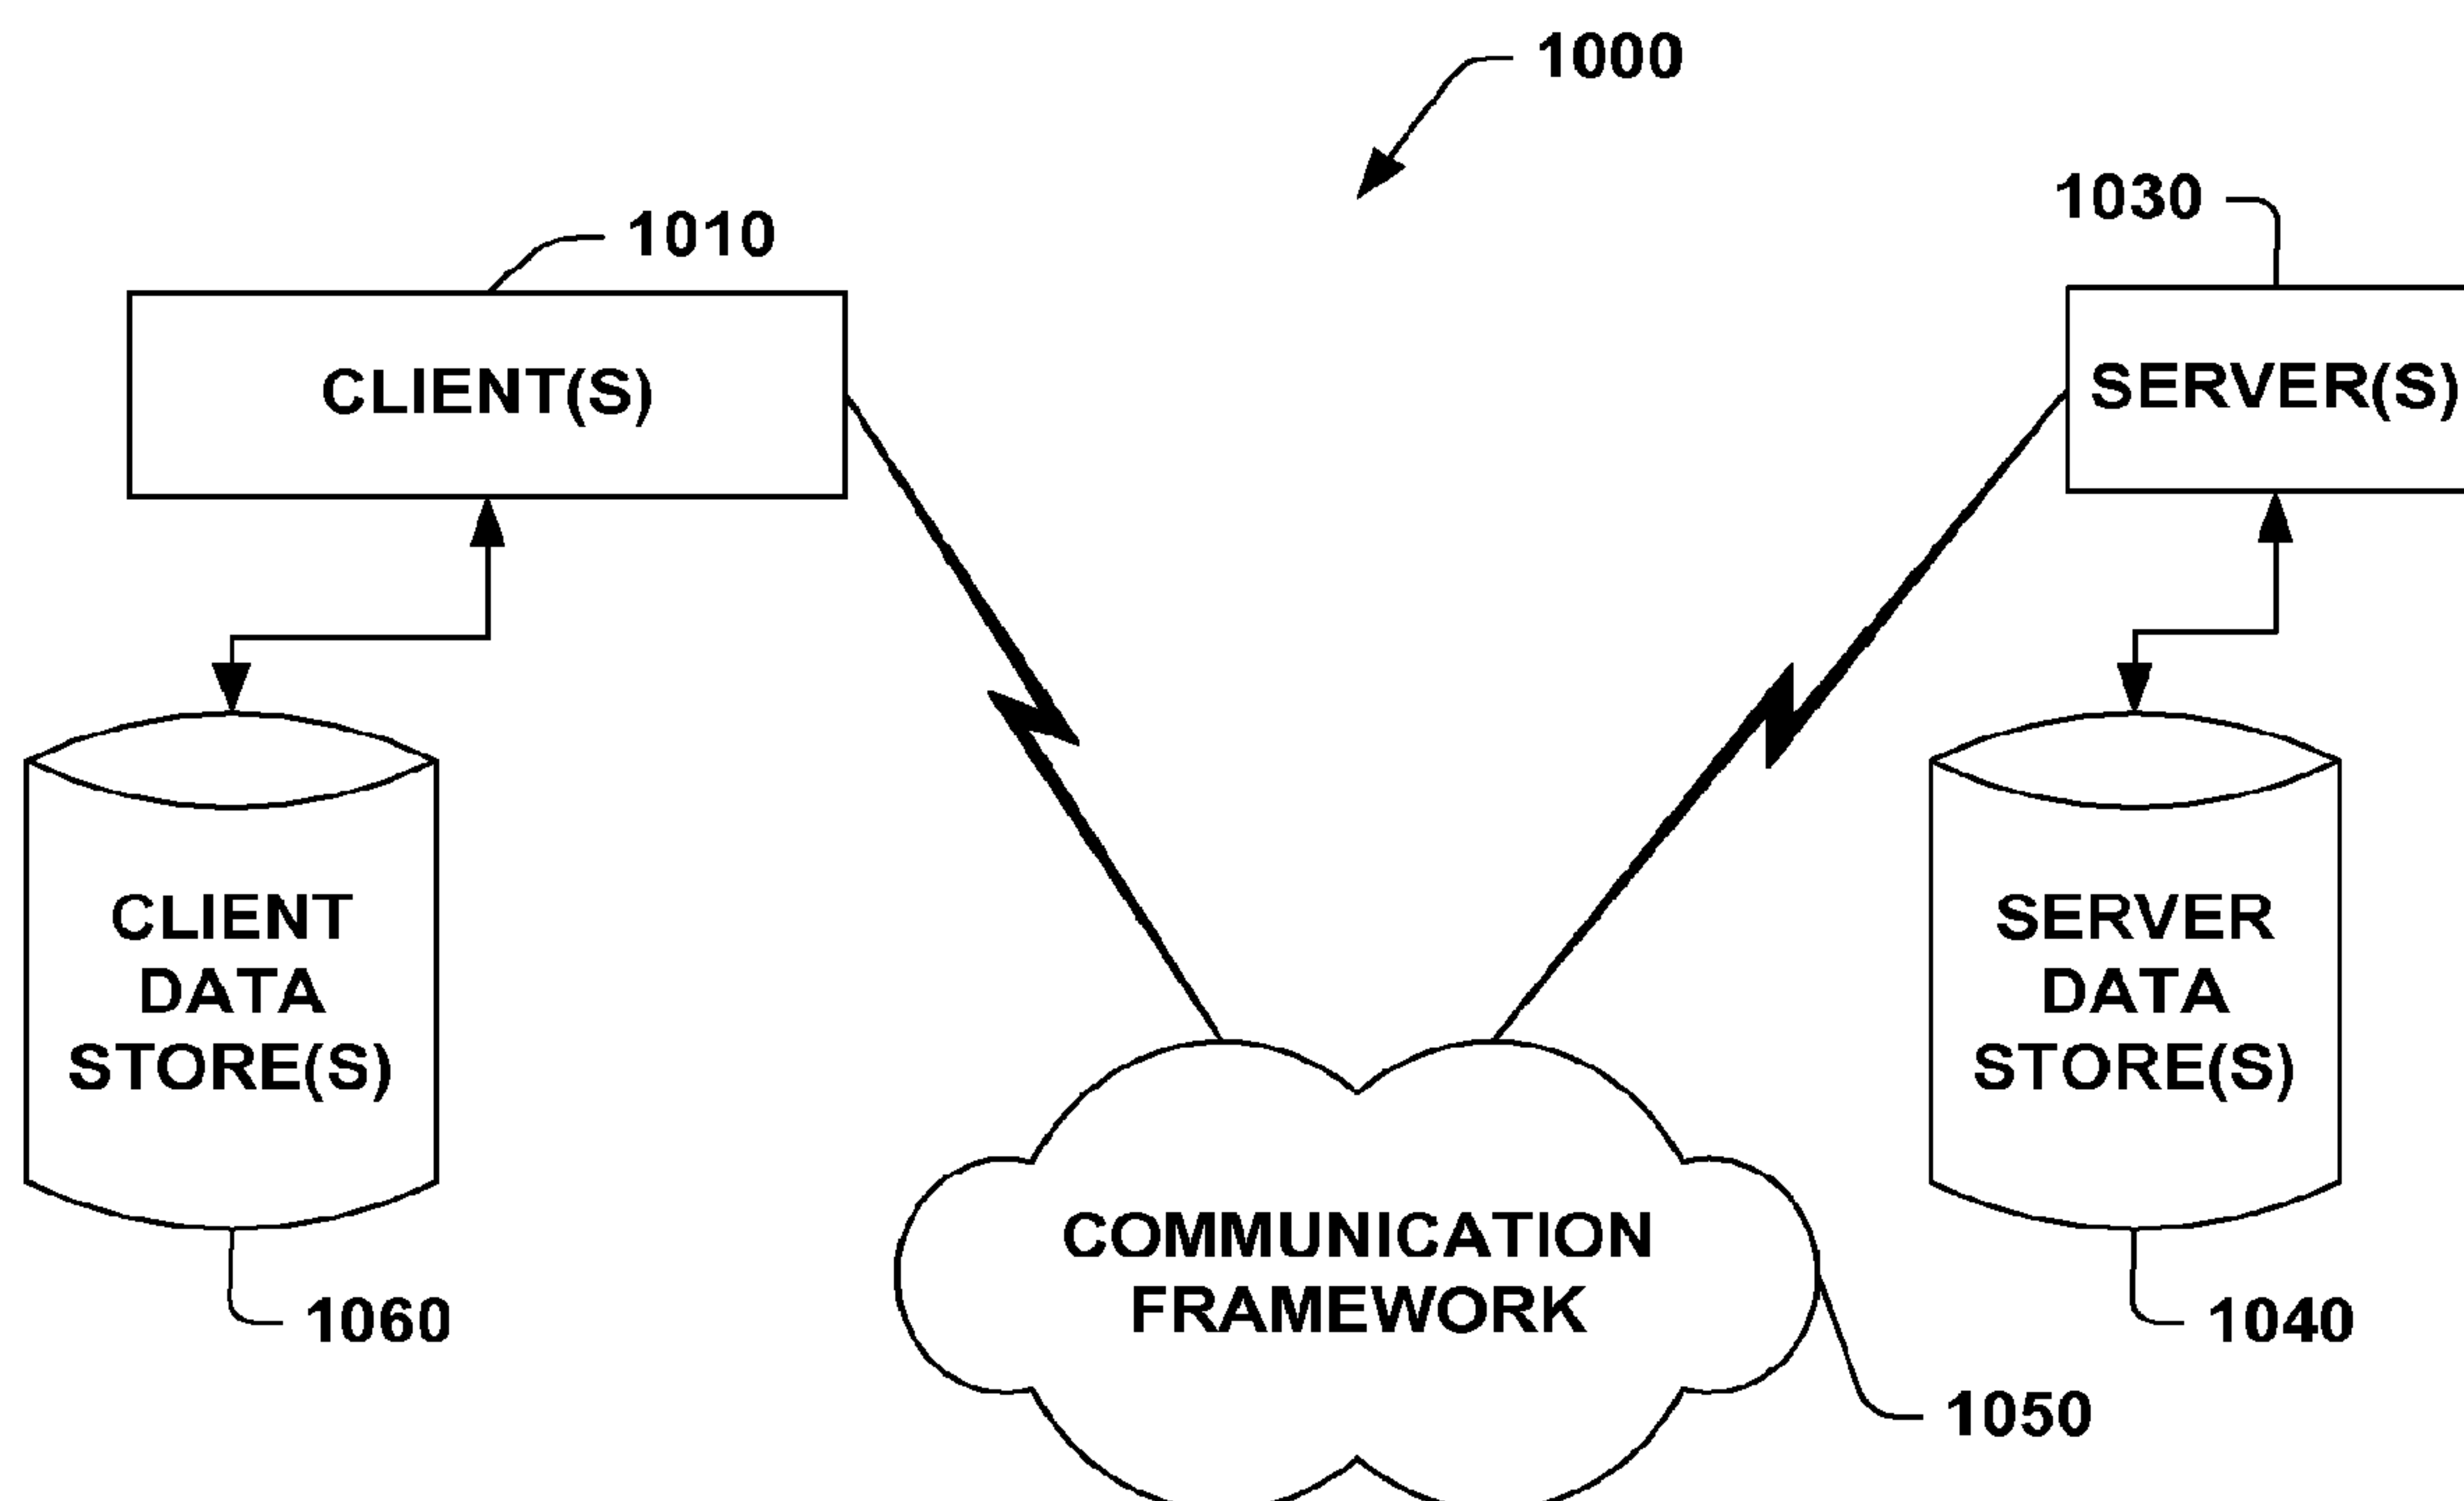 1000
1030
1010
CLIENT(S)
SERVER(S)
CLIENT
DATA
STORE(S)
SERVER
DATA
STORE(S)
COMMUNICATION
FRAMEWORK
1060
1040
1050